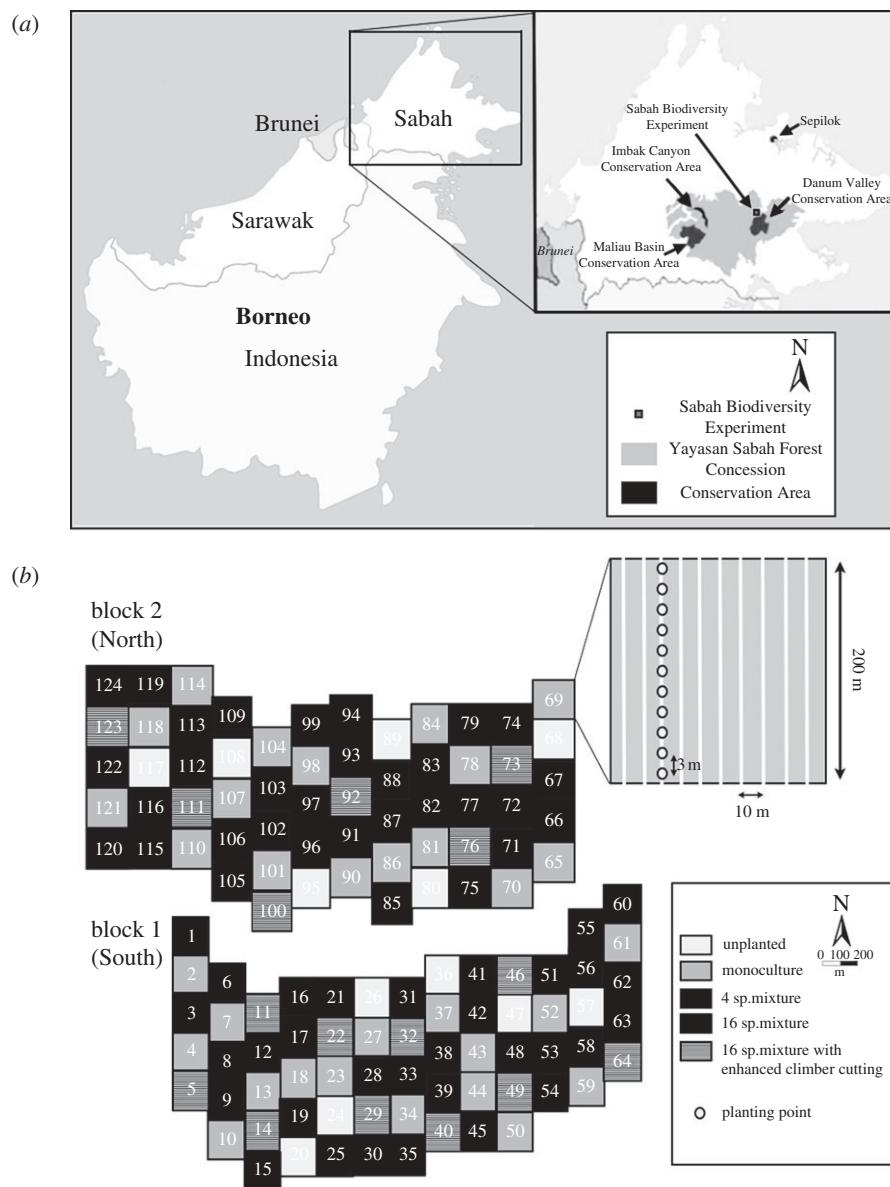 (a)
Brunei
Sabah
Sarawak
Borneo
Indonesia
Sabah Biodiversity
Experiment
Sepilok
Imbak Canyon
Conservation Area
Danum Valley
Conservation Area
Maliau Basin
Conservation Area
Brunei
N
Sabah Biodiversity
Experiment
Yayasan Sabah Forest
Concession
Conservation Area
(b)
block 2
(North)
124 119 114
123 118 113
122 117 112
121 116 111
120 115 110
109
108
107
106
105
104
103
102
101
100
99
98
97
96
95
94
93
92
91
90
89
88
87
86
85
84
83
82
81
80
79 74
78 73
77 72
76 71
75 70
69
68
67
66
65
200 m
3 m
10 m
block 1
(South)
1
2
3
4
5
6
7
8
9
10
11
12
13
14
15
16 21 26 31
17 22 27 32
18 23 28 33
19 24 29 34
20 25 30 35
36 41 46 51
37 42 47 52
38 43 48 53
39 44 49 54
40 45 50
55
56
57
58
59
60
61
62
63
64
N
0 100 200
m
unplanted
monoculture
4 sp.mixture
16 sp.mixture
16 sp.mixture with
enhanced climber cutting
planting point